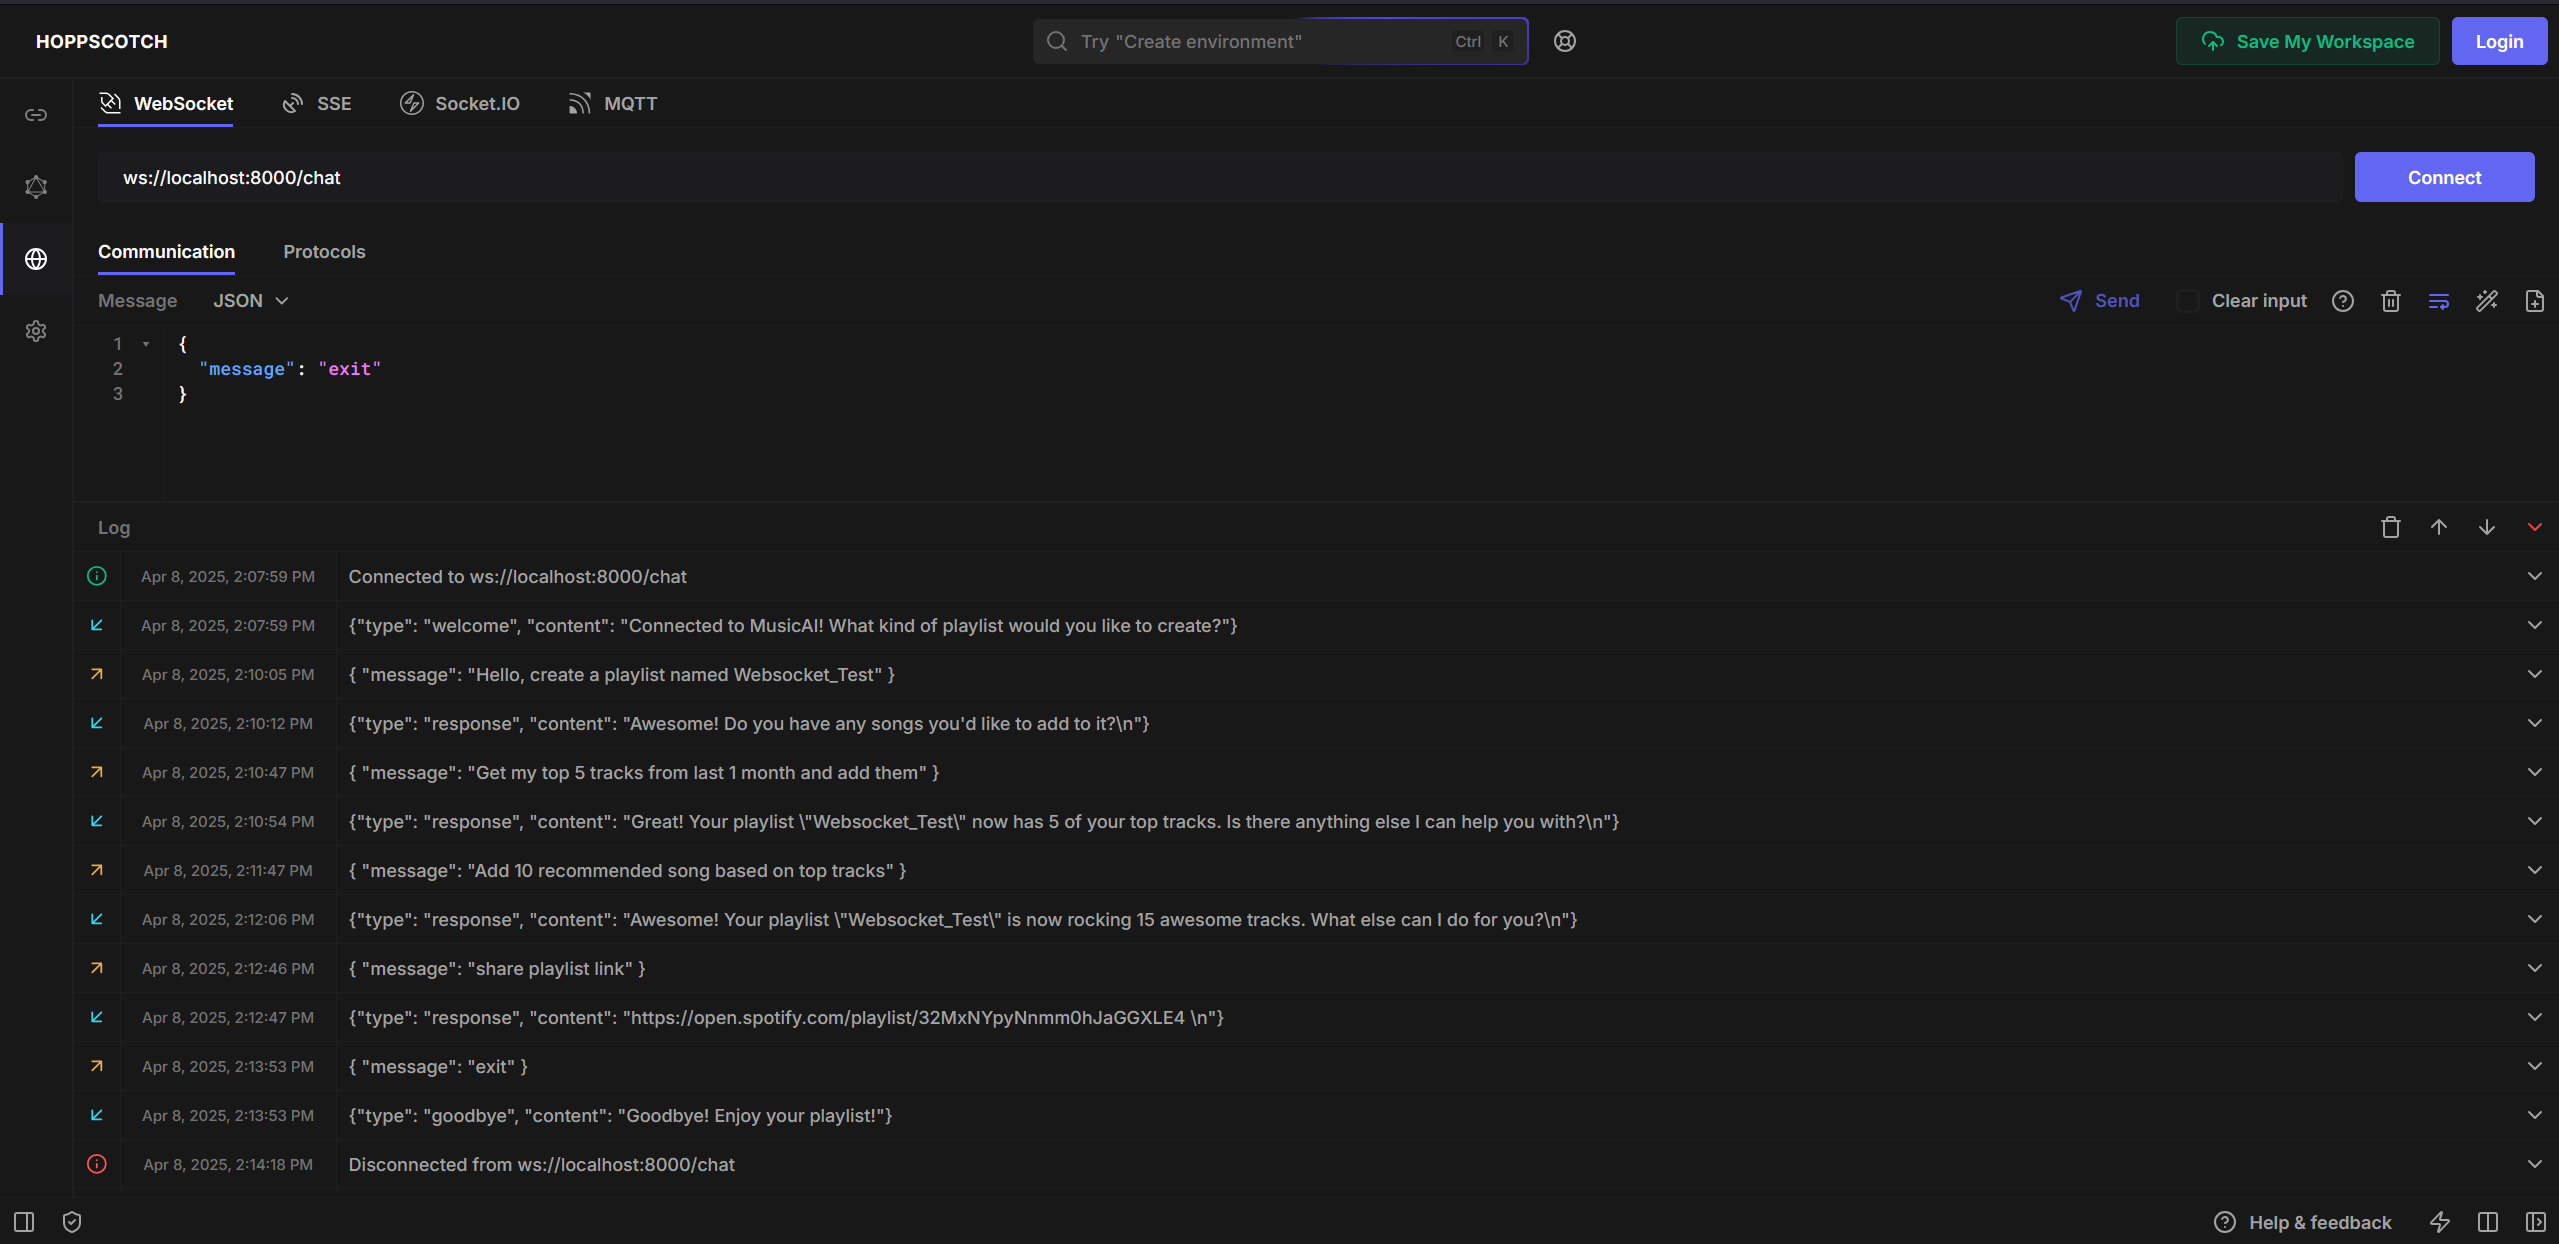 HOPPSCOTCH
Try "Create environment" Ctrl K
Save My Workspace
Login
WebSocket SSE Socket.IO MQTT
ws://localhost:8000/chat
Connect
Communication Protocols
Message JSON
Send Clear input
1 {
2 "message": "exit"
3 }
Log
Apr 8, 2025, 2:07:59 PM Connected to ws://localhost:8000/chat
Apr 8, 2025, 2:07:59 PM {"type": "welcome", "content": "Connected to MusicAI! What kind of playlist would you like to create?"}
Apr 8, 2025, 2:10:05 PM { "message": "Hello, create a playlist named Websocket_Test" }
Apr 8, 2025, 2:10:12 PM {"type": "response", "content": "Awesome! Do you have any songs you'd like to add to it?\n"}
Apr 8, 2025, 2:10:47 PM { "message": "Get my top 5 tracks from last 1 month and add them" }
Apr 8, 2025, 2:10:54 PM {"type": "response", "content": "Great! Your playlist \"Websocket_Test\" now has 5 of your top tracks. Is there anything else I can help you with?\n"}
Apr 8, 2025, 2:11:47 PM { "message": "Add 10 recommended song based on top tracks" }
Apr 8, 2025, 2:12:06 PM {"type": "response", "content": "Awesome! Your playlist \"Websocket_Test\" is now rocking 15 awesome tracks. What else can I do for you?\n"}
Apr 8, 2025, 2:12:46 PM { "message": "share playlist link" }
Apr 8, 2025, 2:12:47 PM {"type": "response", "content": "https://open.spotify.com/playlist/32MxNYpyNnmm0hJaGGXLE4 \n"}
Apr 8, 2025, 2:13:53 PM { "message": "exit" }
Apr 8, 2025, 2:13:53 PM {"type": "goodbye", "content": "Goodbye! Enjoy your playlist!"}
Apr 8, 2025, 2:14:18 PM Disconnected from ws://localhost:8000/chat
Help & feedback